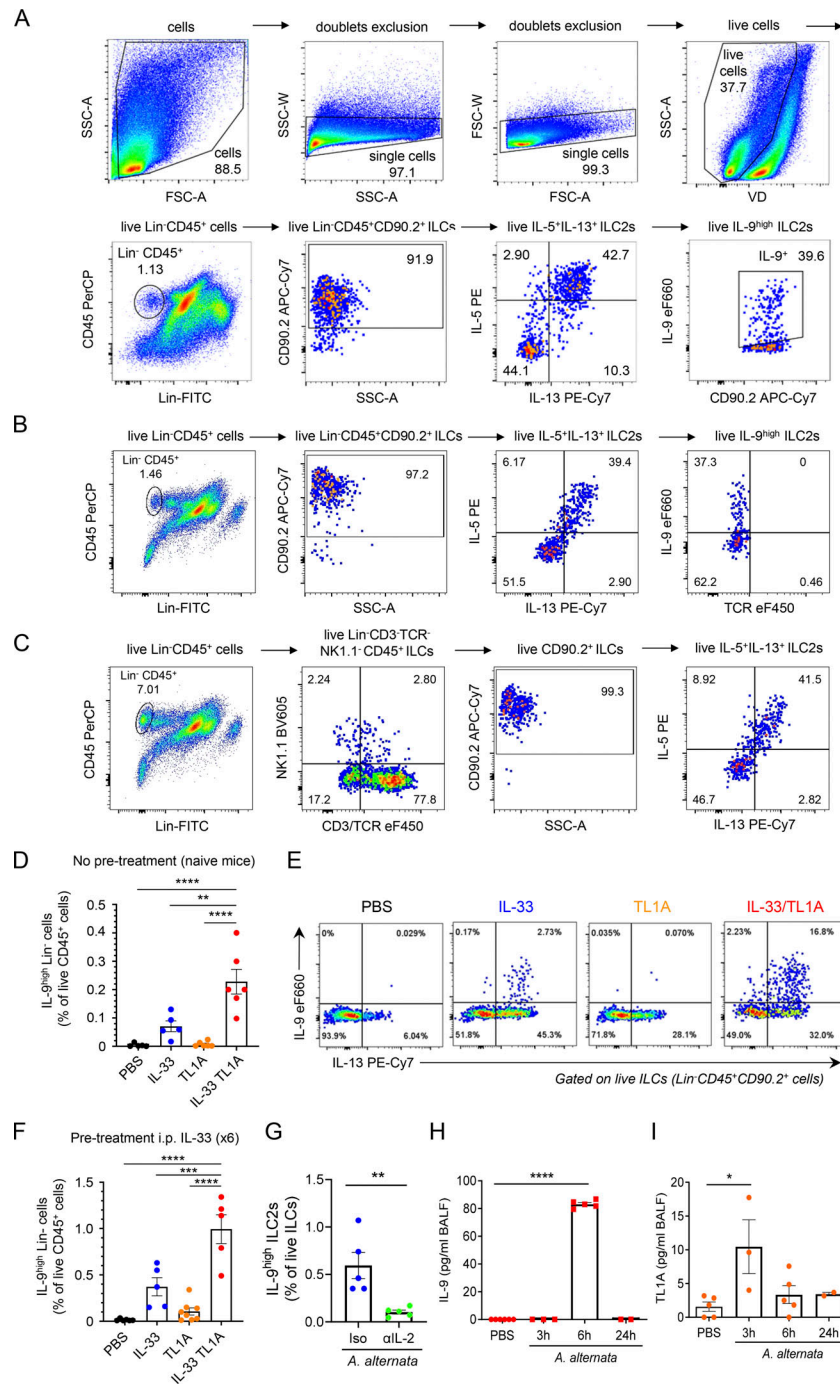 A
cells
doublets exclusion
doublets exclusion
live cells
SSC-A
cells
88.5
FSC-A
SSC-W
single cells
97.1
SSC-A
FSC-W
single cells
99.3
FSC-A
SSC-A
live
cells
37.7
VD
live Lin-CD45+ cells
live Lin-CD45+CD90.2+ ILCs
live IL-5+IL-13+ ILC2s
live IL-9high ILC2s
CD45 PerCP
Lin- CD45+
1.13
Lin-FITC
CD90.2 APC-Cy7
91.9
SSC-A
IL-5 PE
2.90 42.7
44.1 10.3
IL-13 PE-Cy7
IL-9 eF660
IL-9+ 39.6
CD90.2 APC-Cy7
B
live Lin-CD45+ cells
live Lin-CD45+CD90.2+ ILCs
live IL-5+IL-13+ ILC2s
live IL-9high ILC2s
CD45 PerCP
Lin- CD45+
1.46
Lin-FITC
CD90.2 APC-Cy7
97.2
SSC-A
IL-5 PE
6.17 39.4
51.5 2.90
IL-13 PE-Cy7
IL-9 eF660
37.3 0
62.2 0.46
TCR eF450
C
live Lin-CD45+ cells
live Lin-CD3-TCR-
NK1.1-CD45+ ILCs
live CD90.2+ ILCs
live IL-5+IL-13+ ILC2s
CD45 PerCP
Lin- CD45+
7.01
Lin-FITC
NK1.1 BV605
2.24 2.80
17.2 77.8
CD3/TCR eF450
CD90.2 APC-Cy7
99.3
SSC-A
IL-5 PE
8.92 41.5
46.7 2.82
IL-13 PE-Cy7
D
No pre-treatment (naive mice)
****
**
****
IL-9high Lin- cells
(% of live CD45+ cells)
0.5
0.4
0.3
0.2
0.1
0.0
PBS
IL-33
TL1A
IL-33 TL1A
E
PBS
IL-33
TL1A
IL-33/TL1A
IL-9 eF660
0% 0.029%
93.9% 6.04%
0.17% 2.73%
51.8% 45.3%
0.035% 0.070%
71.8% 28.1%
2.23% 16.8%
49.0% 32.0%
IL-13 PE-Cy7
Gated on live ILCs (Lin-CD45+CD90.2+ cells)
F
Pre-treatment i.p. IL-33 (x6)
****
***
****
IL-9high Lin- cells
(% of live CD45+ cells)
1.5
1.0
0.5
0.0
PBS
IL-33
TL1A
IL-33 TL1A
G
**
IL-9high ILC2s
(% of live ILCs)
1.5
1.0
0.5
0.0
Iso αIL-2
A. alternata
H
****
IL-9 (pg/ml BALF)
100
80
60
40
20
0
PBS 3h 6h 24h
A. alternata
I
*
TL1A (pg/ml BALF)
20
15
10
5
0
PBS 3h 6h 24h
A. alternata